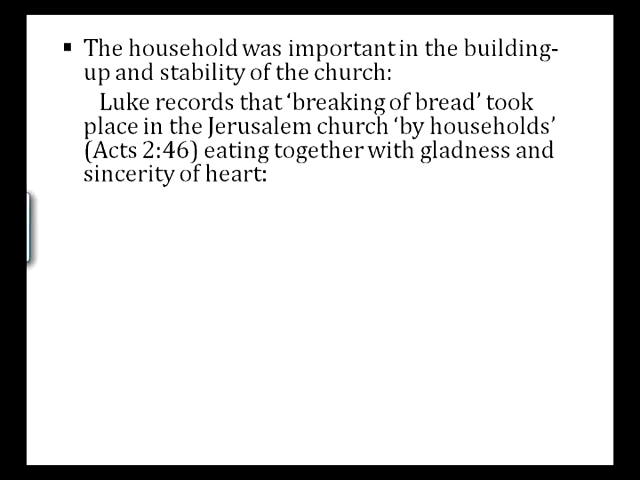 ▪ The household was important in the building-
up and stability of the church:
Luke records that ‘breaking of bread’ took
place in the Jerusalem church ‘by households’
(Acts 2:46) eating together with gladness and
sincerity of heart: